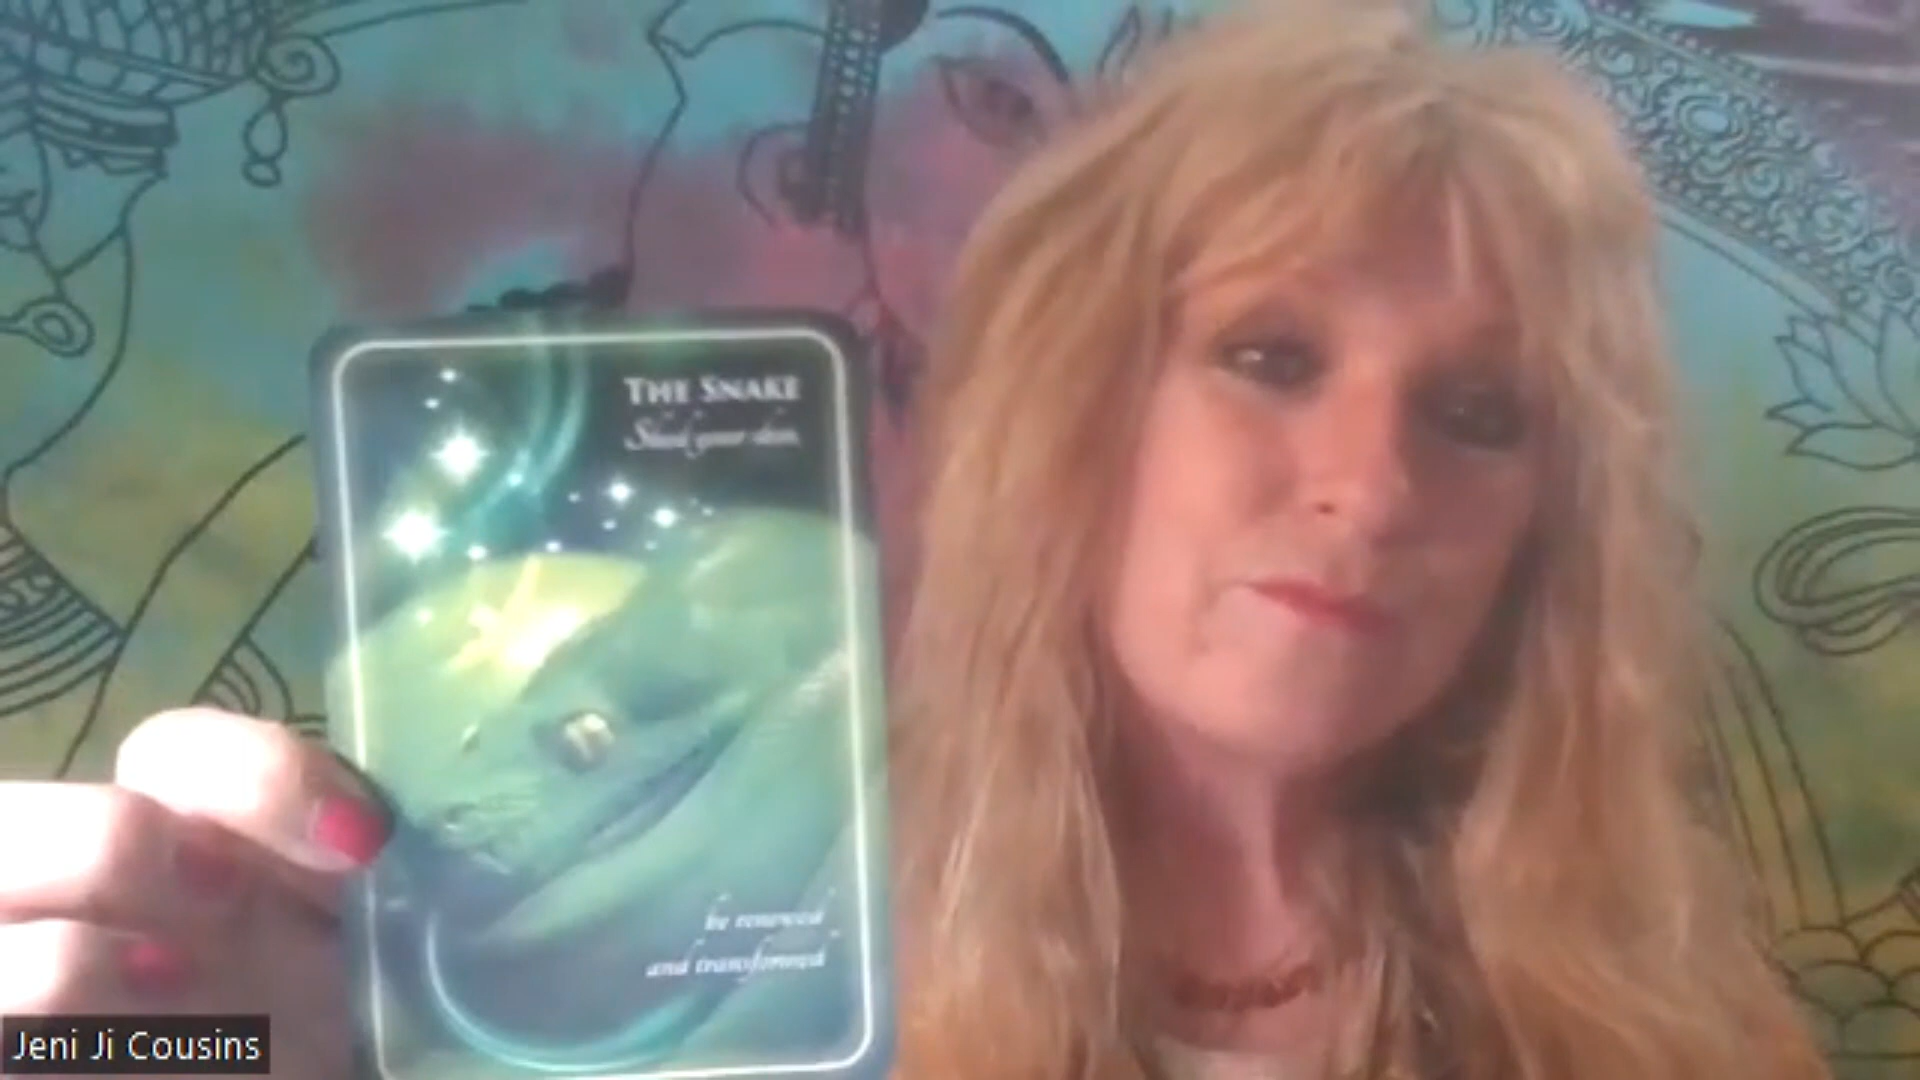 THE SNAKE
Shed your skin,
be renewed
and transformed
Jeni Ji Cousins